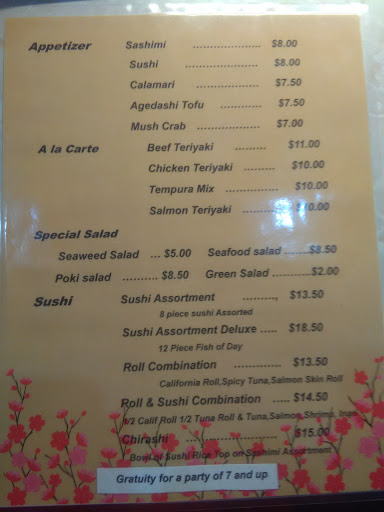 Appetizer Sashimi ..................... $8.00
Sushi ..................... $8.00
Calamari ................... $7.50
Agedashi Tofu ............ $7.50
Mush Crab .................. $7.00
A la Carte Beef Teriyaki ......... $11.00
Chicken Teriyaki ......... $10.00
Tempura Mix ............... $10.00
Salmon Teriyaki $10.00
Special Salad
Seaweed Salad ... $5.00 Seafood salad ........ $8.50
Poki salad .......... $8.50 Green Salad ........... $2.00
Sushi Sushi Assortment .........., $13.50
8 piece sushi Assorted
Sushi Assortment Deluxe ..... $18.50
12 Piece Fish of Day
Roll Combination .............. $13.50
California Roll,Spicy Tuna,Salmon Skin Roll
Roll & Sushi Combination ..... $14.50
1/2 Calif Roll 1/2 Tuna Roll & Tuna,Salmon,Shrimp,
Chirashi ........................... $15.00
Bowl of Sushi Rice Top on Sashimi Assortment
Gratuity for a party of 7 and up